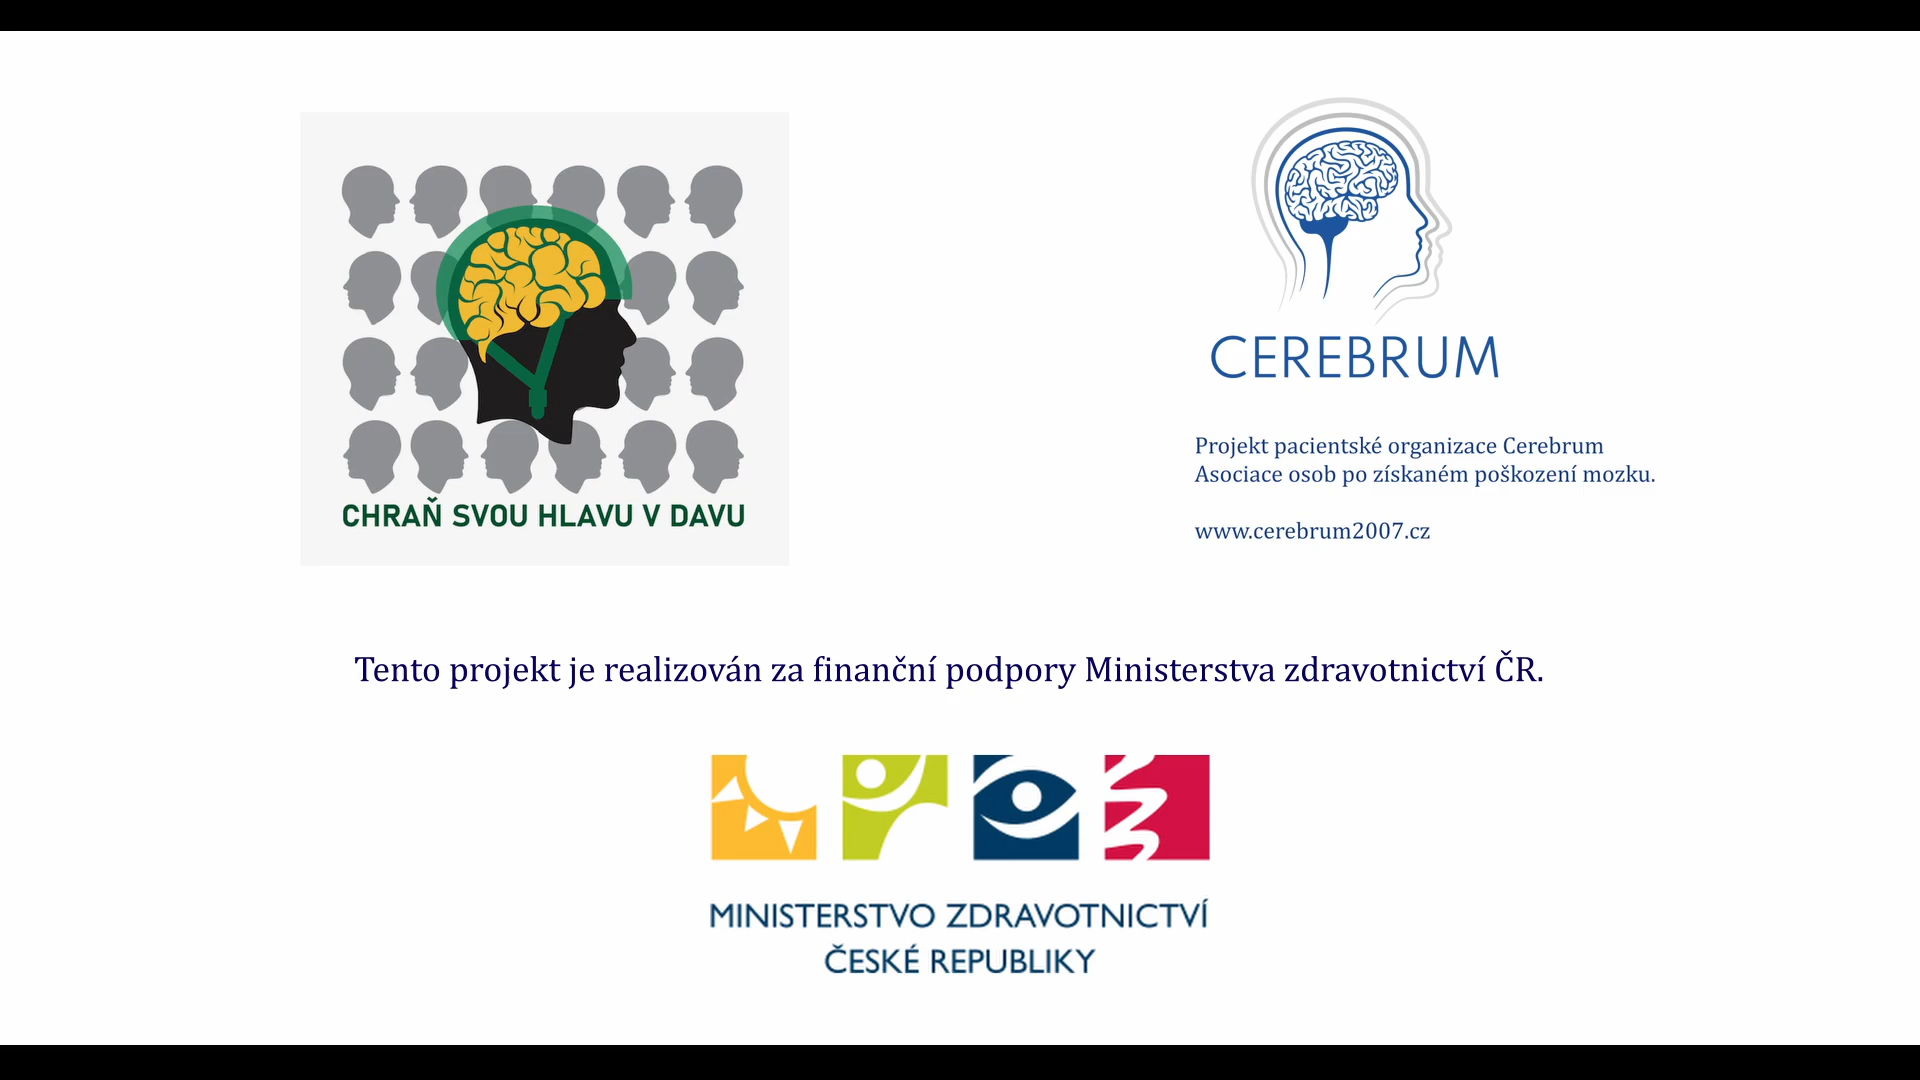 CHRAŇ SVOU HLAVU V DAVU
CEREBRUM
Projekt pacientské organizace Cerebrum
Asociace osob po získaném poškození mozku.
www.cerebrum2007.cz
Tento projekt je realizován za finanční podpory Ministerstva zdravotnictví ČR.
MINISTERSTVO ZDRAVOTNICTVÍ
ČESKÉ REPUBLIKY